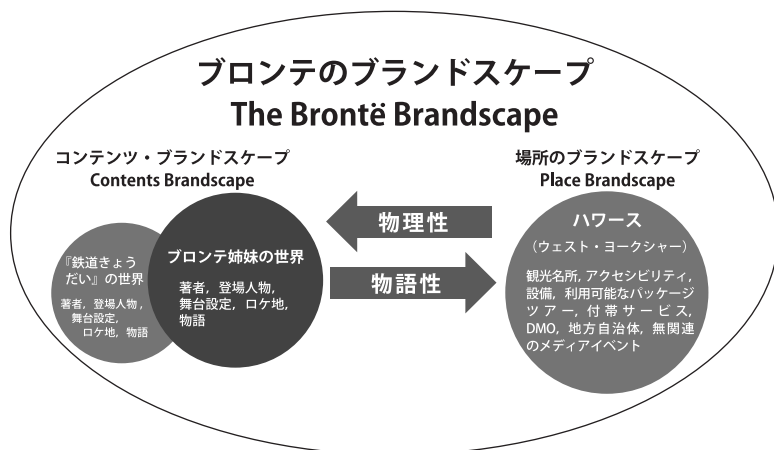 ブロンテのブランドスケープ
The Brontë Brandscape
コンテンツ・ブランドスケープ
Contents Brandscape
場所のブランドスケープ
Place Brandscape
『鉄道きょう
だい』の世界
著者，登場人物，
舞台設定，
ロケ地，物語
ブロンテ姉妹の世界
著者，登場人物，
舞台設定，ロケ地，
物語
物理性
物語性
ハワース
（ウェスト・ヨークシャー）
観光名所，アクセシビリティ，
設備，利用可能なパッケージ
ツアー，付帯サービス，
DMO，地方自治体，無関連
のメディアイベント